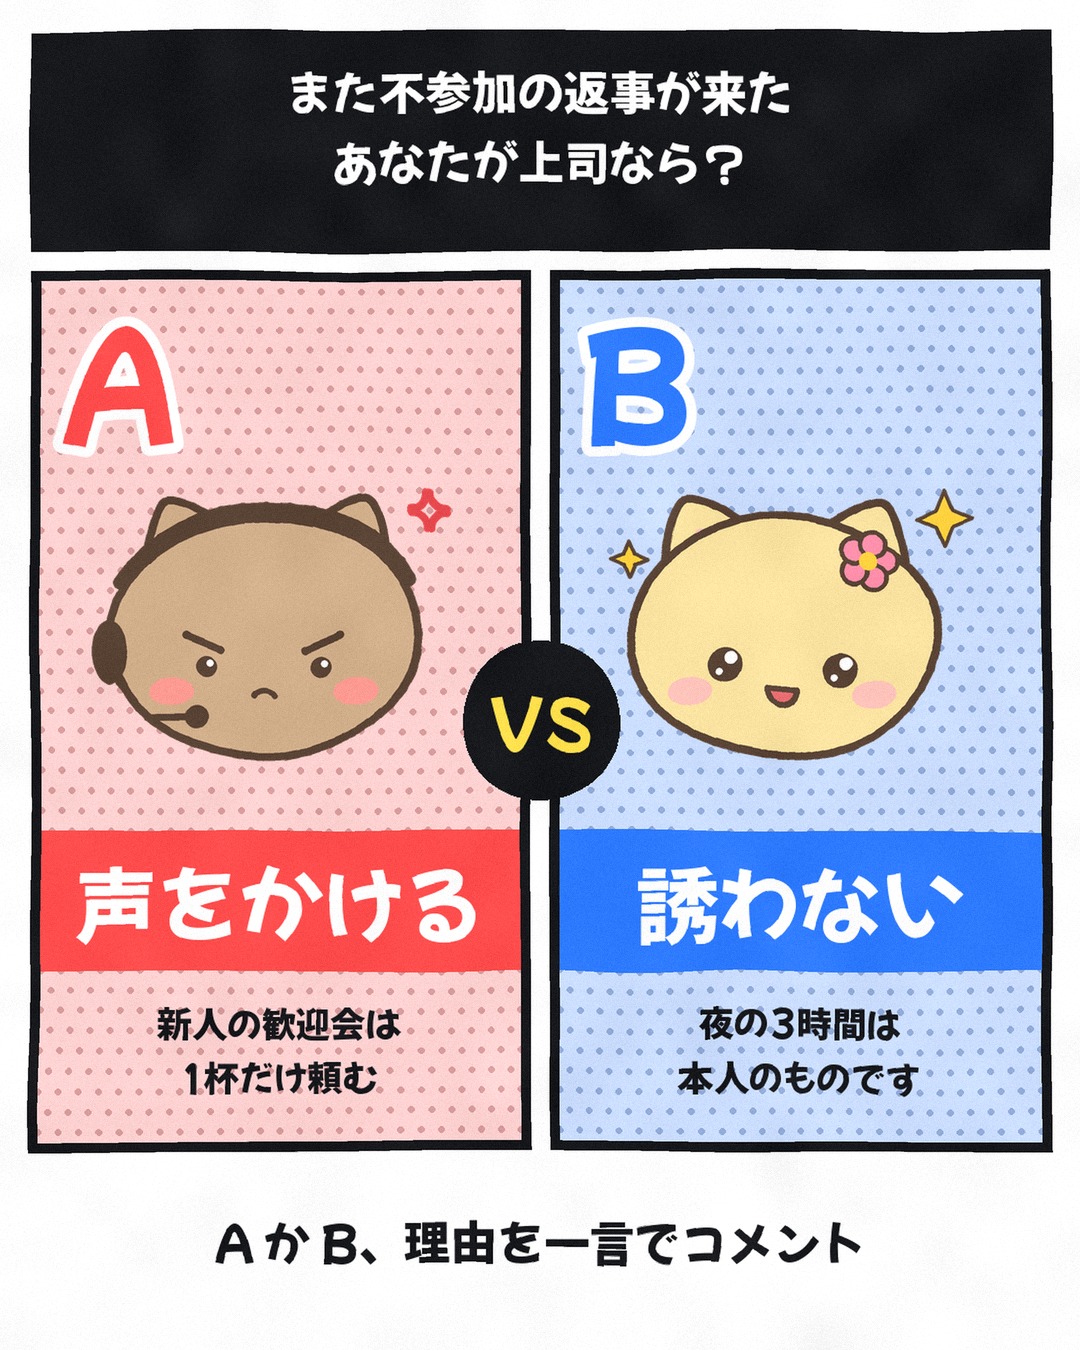 また不参加の返事が来た
あなたが上司なら？
A
B
VS
声をかける
誘わない
新人の歓迎会は
1杯だけ頼む
夜の3時間は
本人のものです
AかB、理由を一言でコメント